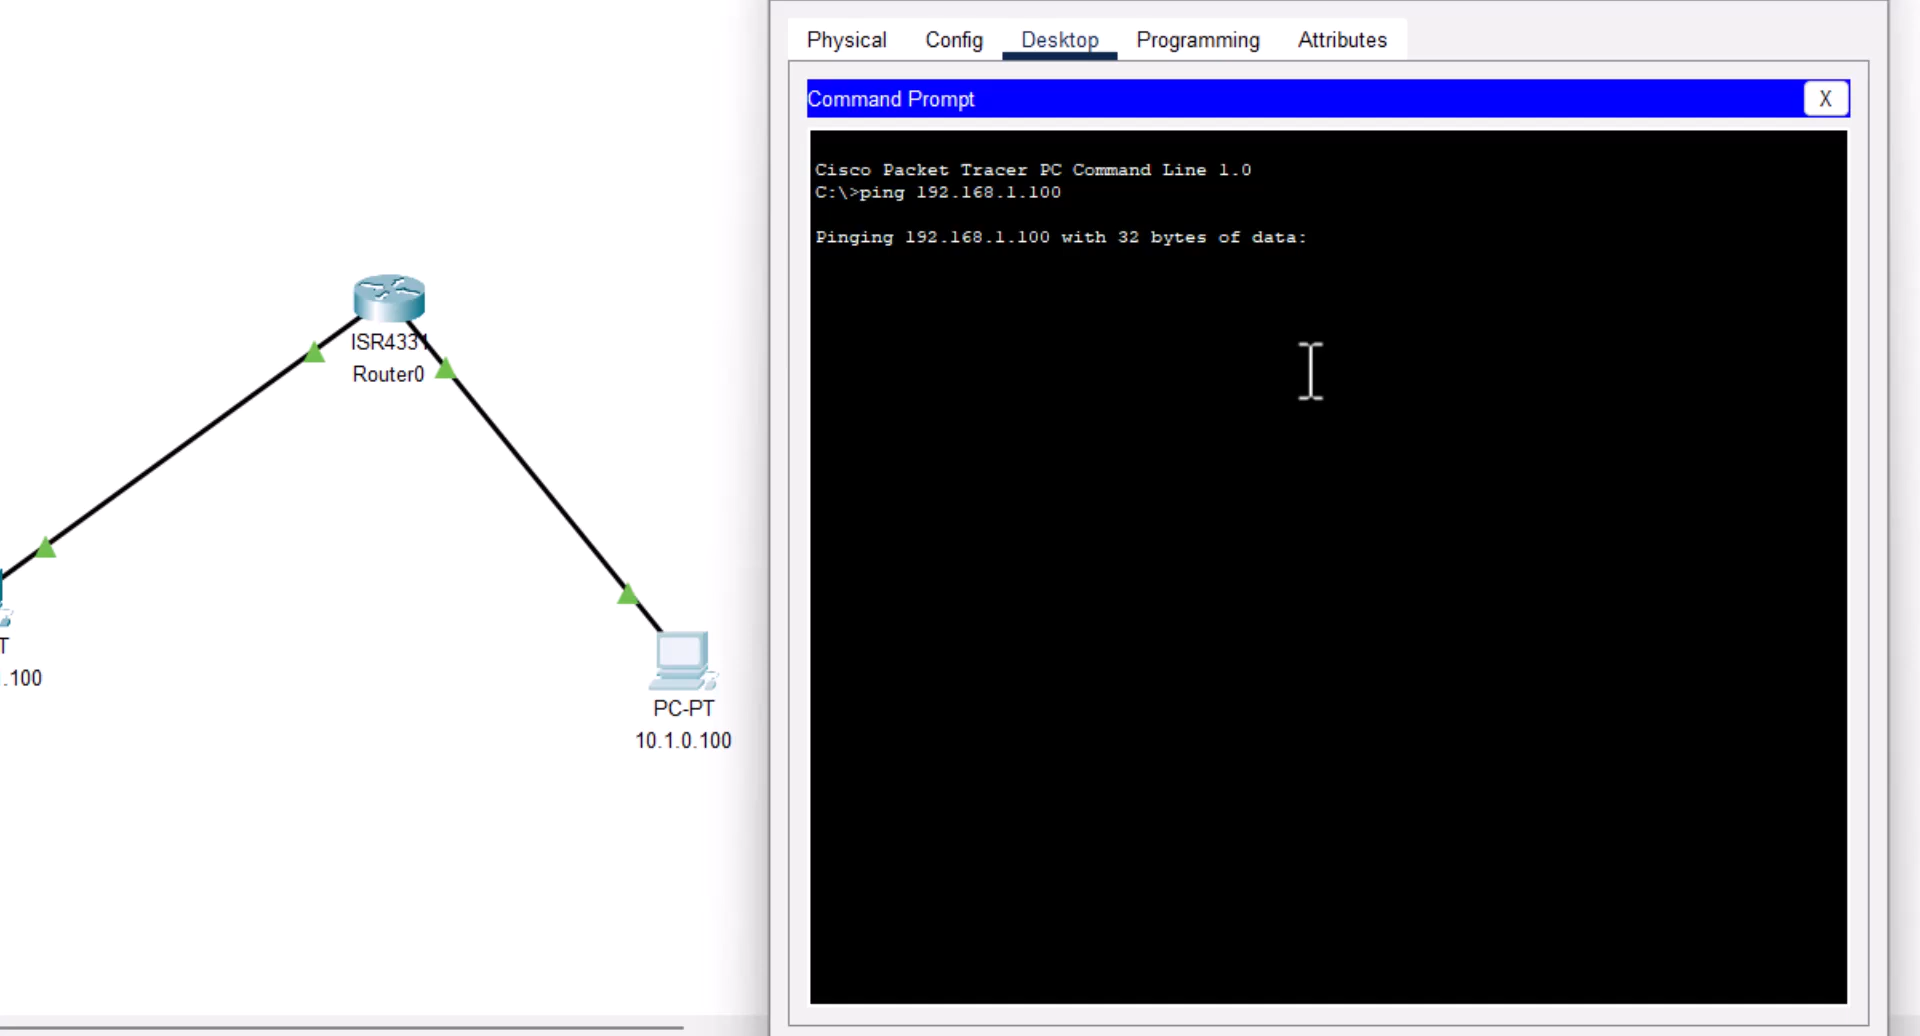 Physical Config Desktop Programming Attributes
Command Prompt X
Cisco Packet Tracer PC Command Line 1.0
C:\>ping 192.168.1.100
Pinging 192.168.1.100 with 32 bytes of data:
ISR4331
Router0
T
.100
PC-PT
10.1.0.100